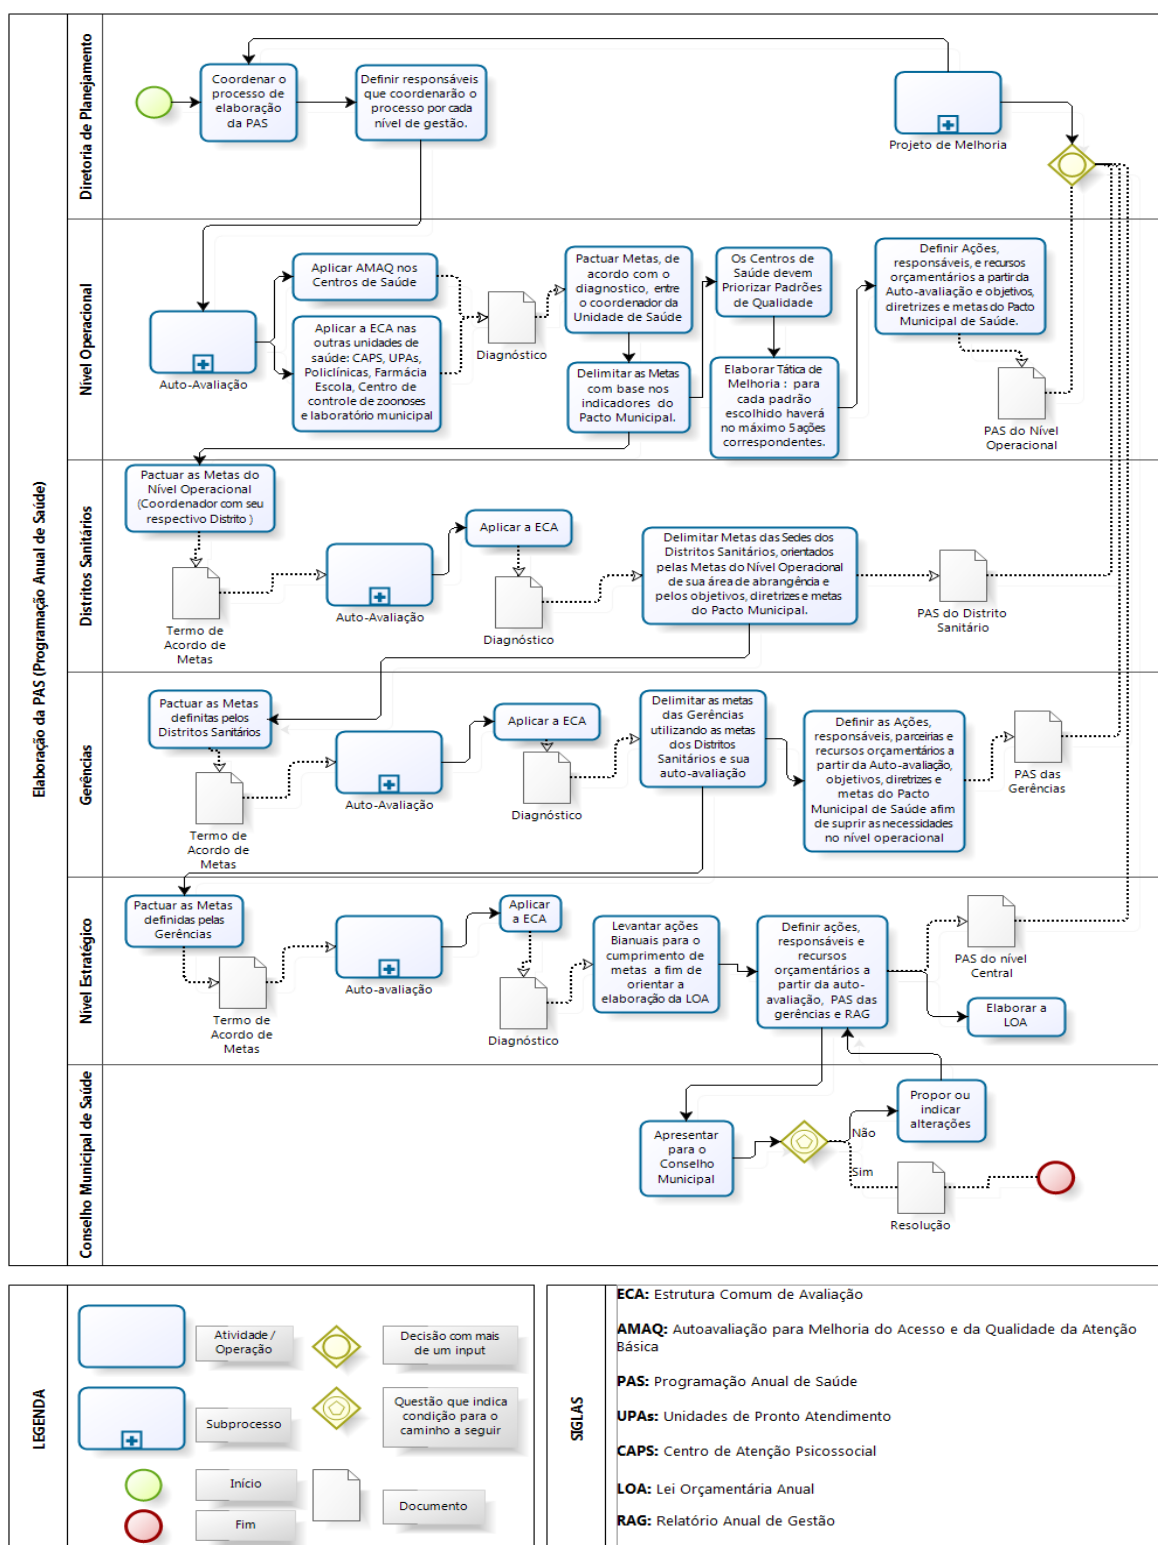 Elaboração da PAS (Programação Anual de Saúde)
Diretoria de Planejamento
Coordenar o
processo de
elaboração
da PAS
Definir responsáveis
que coordenarão o
processo por cada
nível de gestão.
Projeto de Melhoria
Nível Operacional
Auto-Avaliação
Aplicar AMAQ nos
Centros de Saúde
Aplicar a ECA nas
outras unidades de
saúde: CAPS, UPAs,
Policlínicas, Farmácia
Escola, Centro de
controle de zoonoses
e laboratório municipal
Diagnóstico
Pactuar Metas, de
acordo com o
diagnostico, entre
o coordenador da
Unidade de Saúde
Delimitar as Metas
com base nos
indicadores do
Pacto Municipal.
Os Centros de
Saúde devem
Priorizar Padrões
de Qualidade
Elaborar Tática de
Melhoria : para
cada padrão
escolhido haverá
no máximo 5ações
correspondentes.
Definir Ações,
responsáveis, e recursos
orçamentários a partir da
Auto-avaliação e objetivos,
diretrizes e metas do Pacto
Municipal de Saúde.
PAS do Nível
Operacional
Distritos Sanitários
Pactuar as Metas do
Nível Operacional
(Coordenador com seu
respectivo Distrito )
Termo de
Acordo de
Metas
Auto-Avaliação
Aplicar a ECA
Diagnóstico
Delimitar Metas das Sedes dos
Distritos Sanitários, orientados
pelas Metas do Nível Operacional
de sua área de abrangência e
pelos objetivos, diretrizes e metas
do Pacto Municipal.
PAS do Distrito
Sanitário
Gerências
Pactuar as Metas
definitas pelos
Distritos Sanitários
Termo de
Acordo de
Metas
Auto-Avaliação
Aplicar a ECA
Diagnóstico
Delimitar as metas
das Gerências
utilizando as metas
dos Distritos
Sanitários e sua
auto-avaliação
Definir as Ações,
responsáveis, parceirias e
recursos orçamentários a
partir da Auto-avaliação,
objetivos, diretrizes e
metas do Pacto
Municipal de Saúde afim
de suprir as necessidades
no nível operacional
PAS das
Gerências
Nível Estratégico
Pactuar as Metas
definidas pelas
Gerências
Termo de
Acordo de
Metas
Auto-avaliação
Aplicar
a ECA
Diagnóstico
Levantar ações
Bianuais para o
cumprimento de
metas a fim de
orientar a
elaboração da LOA
Definir ações,
responsáveis e
recursos
orçamentários a
partir da auto-
avaliação, PAS das
gerências e RAG
PAS do nível
Central
Elaborar a
LOA
Conselho Municipal de Saúde
Apresentar
para o
Conselho
Municipal
Não
Sim
Propor ou
indicar
alterações
Resolução
LEGENDA
Atividade /
Operação
Decisão com mais
de um input
Subprocesso
Questão que indica
condição para o
caminho a seguir
Início
Documento
Fim
SIGLAS
ECA: Estrutura Comum de Avaliação
AMAQ: Autoavaliação para Melhoria do Acesso e da Qualidade da Atenção
Básica
PAS: Programação Anual de Saúde
UPAs: Unidades de Pronto Atendimento
CAPS: Centro de Atenção Psicossocial
LOA: Lei Orçamentária Anual
RAG: Relatório Anual de Gestão